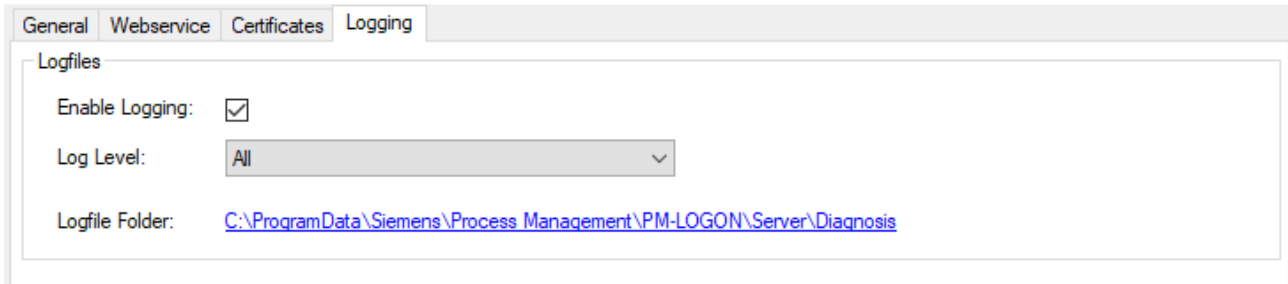 General Webservice Certificates Logging
Logfiles
Enable Logging:
Log Level: All
Logfile Folder: C:\ProgramData\Siemens\Process Management\PM-LOGON\Server\Diagnosis